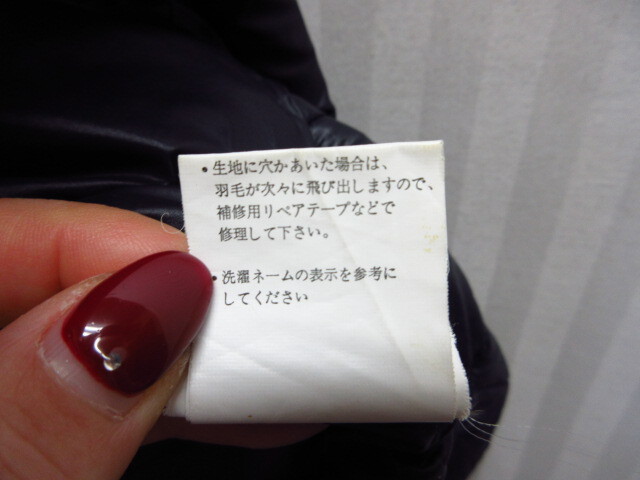 ・生地に穴があいた場合は、
羽毛が次々に飛び出しますので、
補修用リペアテープなどで
修理して下さい。
・洗濯ネームの表示を参考に
してください